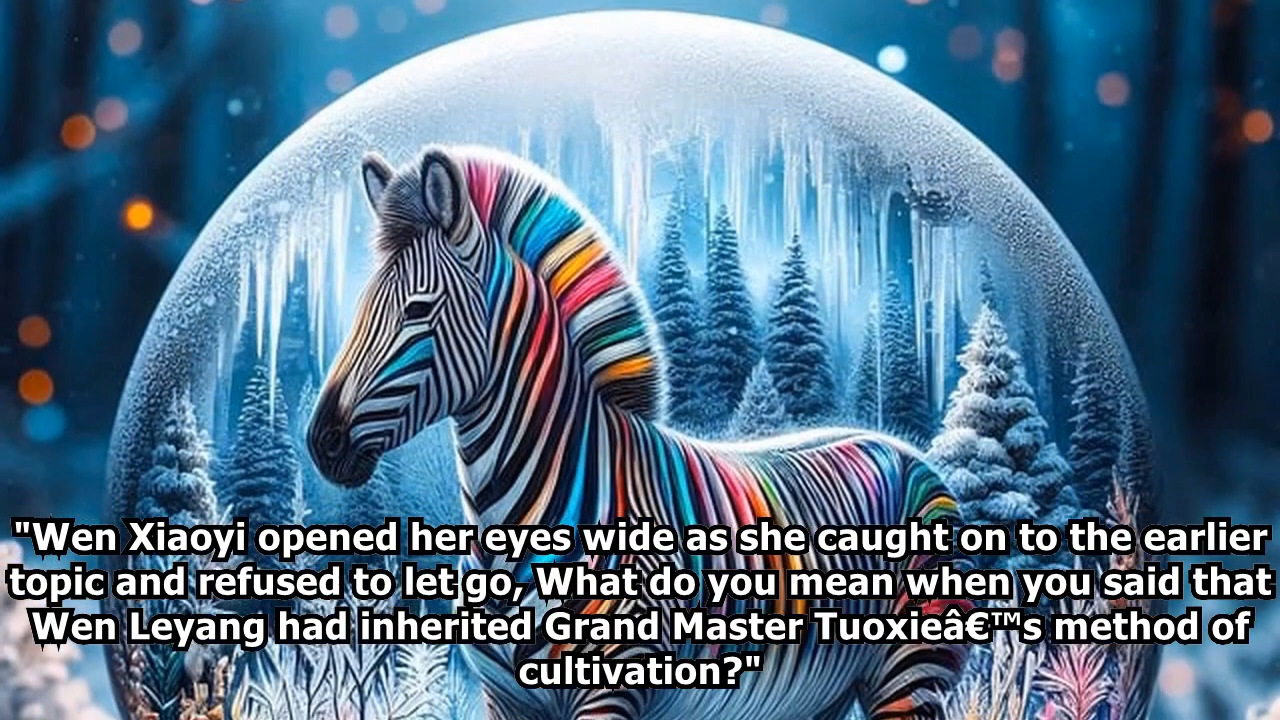 "Wen Xiaoyi opened her eyes wide as she caught on to the earlier
topic and refused to let go, What do you mean when you said that
Wen Leyang had inherited Grand Master Tuoxieâ€™s method of
cultivation?"